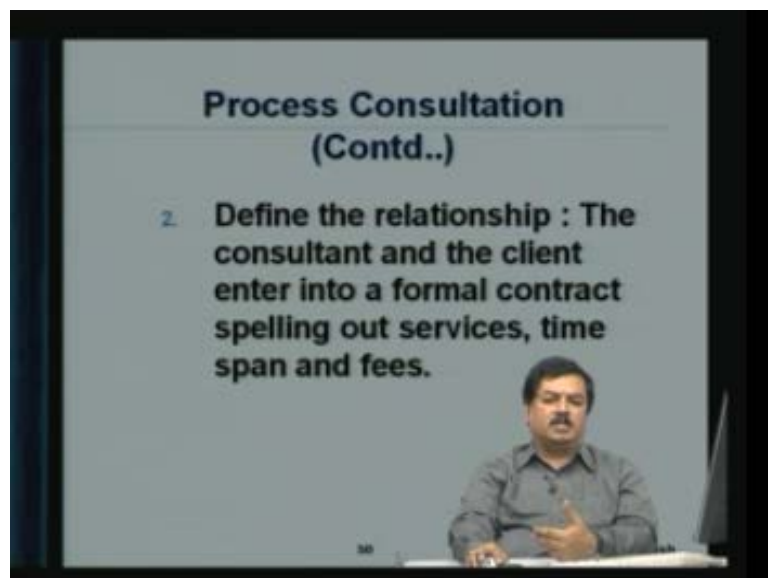 Process Consultation
(Contd..)
2. Define the relationship : The
consultant and the client
enter into a formal contract
spelling out services, time
span and fees.
50